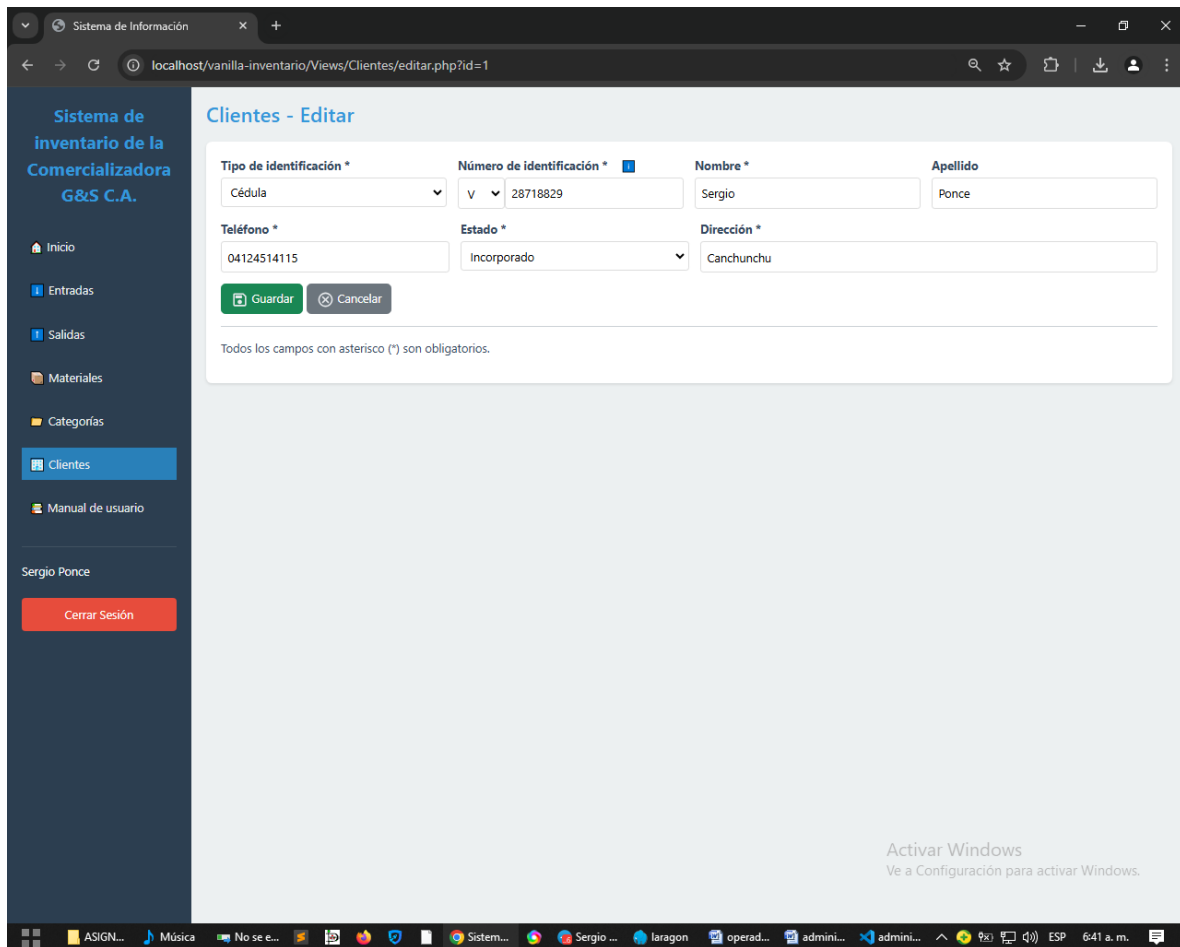 Sistema de Información
localhost/vanilla-inventario/Views/Clientes/editar.php?id=1
Sistema de
inventario de la
Comercializadora
G&S C.A.
Inicio
Entradas
Salidas
Materiales
Categorías
Clientes
Manual de usuario
Sergio Ponce
Cerrar Sesión
Clientes - Editar
Tipo de identificación * Número de identificación * Nombre * Apellido
Cédula V 28718829 Sergio Ponce
Teléfono * Estado * Dirección *
04124514115 Incorporado Canchunchu
Guardar Cancelar
Todos los campos con asterisco (*) son obligatorios.
Activar Windows
Ve a Configuración para activar Windows.
ASIGN... Música No se e... Sistem... Sergio ... laragon operad... admini... admini... ESP 6:41 a. m.